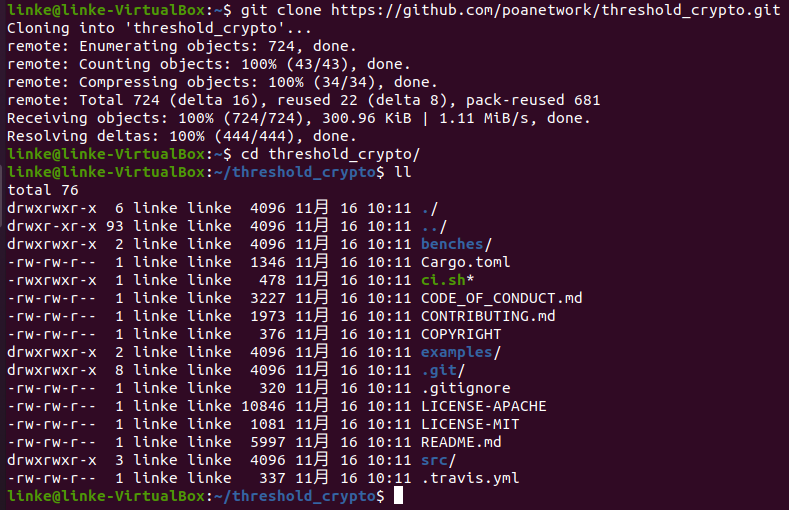 linke@linke-VirtualBox:~$ git clone https://github.com/poanetwork/threshold_crypto.git
Cloning into 'threshold_crypto'...
remote: Enumerating objects: 724, done.
remote: Counting objects: 100% (43/43), done.
remote: Compressing objects: 100% (34/34), done.
remote: Total 724 (delta 16), reused 22 (delta 8), pack-reused 681
Receiving objects: 100% (724/724), 300.96 KiB | 1.11 MiB/s, done.
Resolving deltas: 100% (444/444), done.
linke@linke-VirtualBox:~$ cd threshold_crypto/
linke@linke-VirtualBox:~/threshold_crypto$ ll
total 76
drwxrwxr-x  6 linke linke  4096 11月 16 10:11 ./
drwxr-xr-x 93 linke linke  4096 11月 16 10:11 ../
drwxrwxr-x  2 linke linke  4096 11月 16 10:11 benches/
-rw-rw-r--  1 linke linke  1346 11月 16 10:11 Cargo.toml
-rwxrwxr-x  1 linke linke   478 11月 16 10:11 ci.sh*
-rw-rw-r--  1 linke linke  3227 11月 16 10:11 CODE_OF_CONDUCT.md
-rw-rw-r--  1 linke linke  1973 11月 16 10:11 CONTRIBUTING.md
-rw-rw-r--  1 linke linke   376 11月 16 10:11 COPYRIGHT
drwxrwxr-x  2 linke linke  4096 11月 16 10:11 examples/
drwxrwxr-x  8 linke linke  4096 11月 16 10:11 .git/
-rw-rw-r--  1 linke linke   320 11月 16 10:11 .gitignore
-rw-rw-r--  1 linke linke 10846 11月 16 10:11 LICENSE-APACHE
-rw-rw-r--  1 linke linke  1081 11月 16 10:11 LICENSE-MIT
-rw-rw-r--  1 linke linke  5997 11月 16 10:11 README.md
drwxrwxr-x  3 linke linke  4096 11月 16 10:11 src/
-rw-rw-r--  1 linke linke   337 11月 16 10:11 .travis.yml
linke@linke-VirtualBox:~/threshold_crypto$